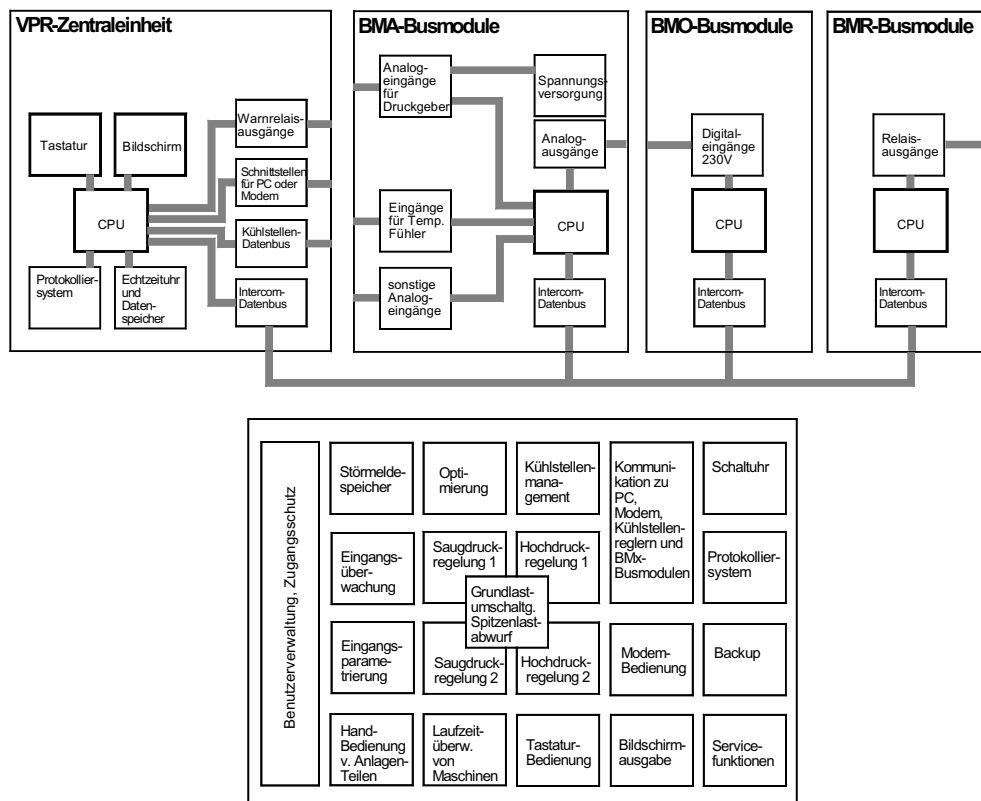 VPR-Zentraleinheit
Tastatur
Bildschirm
CPU
Protokollier-
system
Echtzeituhr
und
Daten-
speicher
Warnrelais-
ausgänge
Schnittstellen
für PC oder
Modem
Kühlstellen-
Datenbus
Intercom-
Datenbus
BMA-Busmodule
Analog-
eingänge
für
Druckgeber
Eingänge
für Temp.
Fühler
sonstige
Analog-
eingänge
Spannungs-
versorgung
Analog-
ausgänge
CPU
Intercom-
Datenbus
BMO-Busmodule
Digital-
eingänge
230V
CPU
Intercom-
Datenbus
BMR-Busmodule
Relais-
ausgänge
CPU
Intercom-
Datenbus
Benutzerverwaltung, Zugangsschutz
Störmelde-
speicher
Opti-
mierung
Kühlstellen-
management
Kommuni-
kation zu
PC,
Modem,
Kühlstellen-
reglern und
BMx-
Busmodulen
Schaltuhr
Eingangs-
über-
wachung
Saugdruck-
regelung 1
Hochdruck-
regelung 1
Protokollier-
system
Grundlast-
umschaltg.
Spitzenlast-
abwurf
Eingangs-
parame-
trierung
Saugdruck-
regelung 2
Hochdruck-
regelung 2
Modem-
Bedienung
Backup
Hand-
Bedienung
v. Anlagen-
Teilen
Laufzeit-
überw.
von
Maschinen
Tastatur-
Bedienung
Bildschirm-
ausgabe
Service-
funktionen